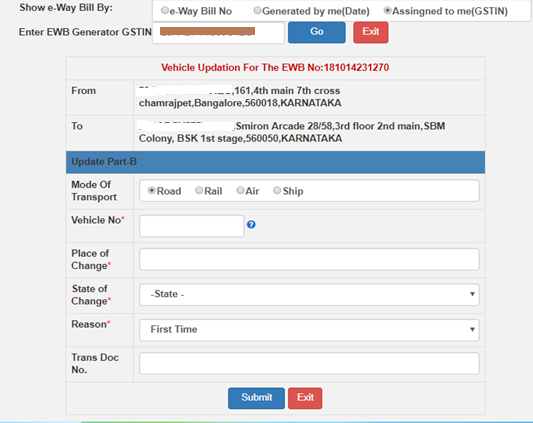 Show e-Way Bill By: e-Way Bill No Generated by me(Date) Assingned to me(GSTIN)
Enter EWB Generator GSTIN Go Exit
Vehicle Updation For The EWB No:181014231270
From ,161,4th main 7th cross
chamrajpet,Bangalore,560018,KARNATAKA
To ,Smiron Arcade 28/58,3rd floor 2nd main,SBM
Colony, BSK 1st stage,560050,KARNATAKA
Update Part-B
Mode Of
Transport
Road Rail Air Ship
Vehicle No*
Place of
Change*
State of
Change*
-State -
Reason*
First Time
Trans Doc
No.
Submit Exit